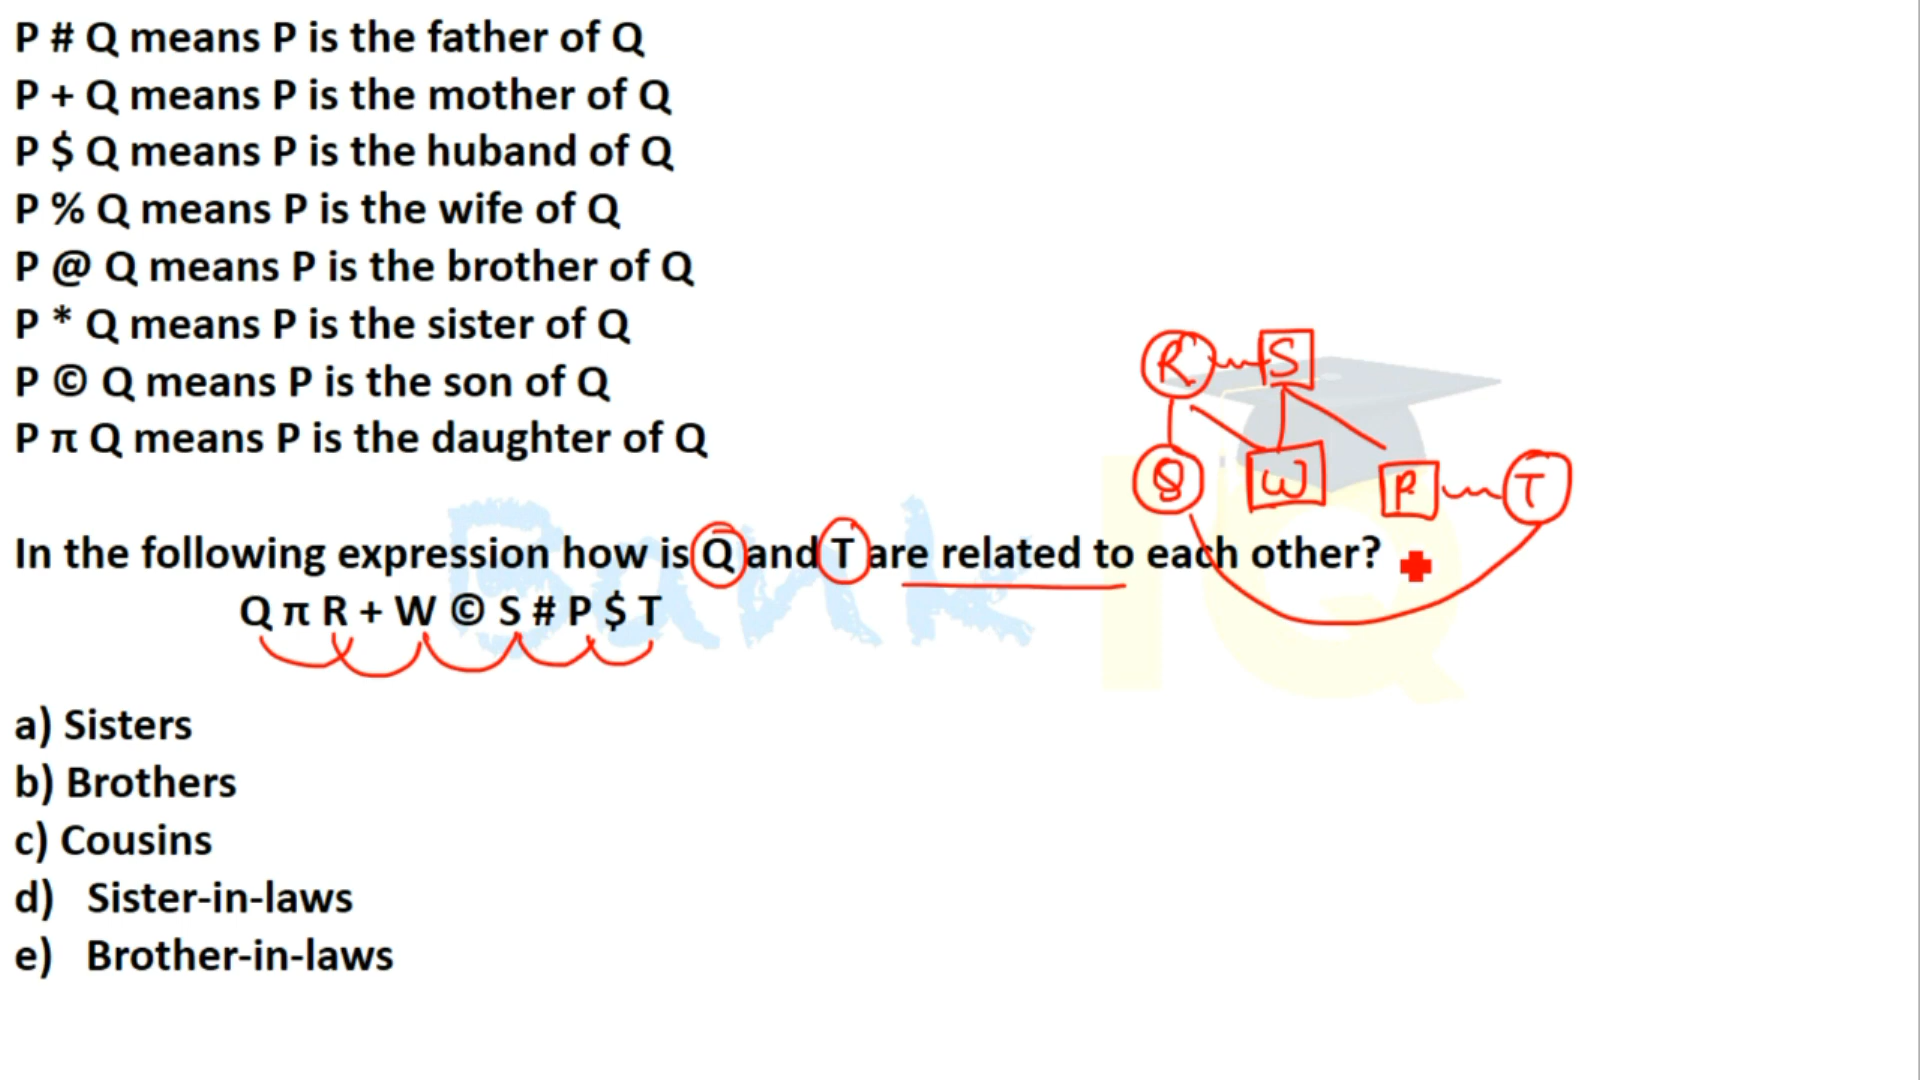 P # Q means P is the father of Q
P + Q means P is the mother of Q
P $ Q means P is the huband of Q
P % Q means P is the wife of Q
P @ Q means P is the brother of Q
P * Q means P is the sister of Q
P © Q means P is the son of Q
P π Q means P is the daughter of Q
R S
Q W P T
In the following expression how is Q and T are related to each other?
Q π R + W © S # P $ T
Bank IQ
a) Sisters
b) Brothers
c) Cousins
d) Sister-in-laws
e) Brother-in-laws